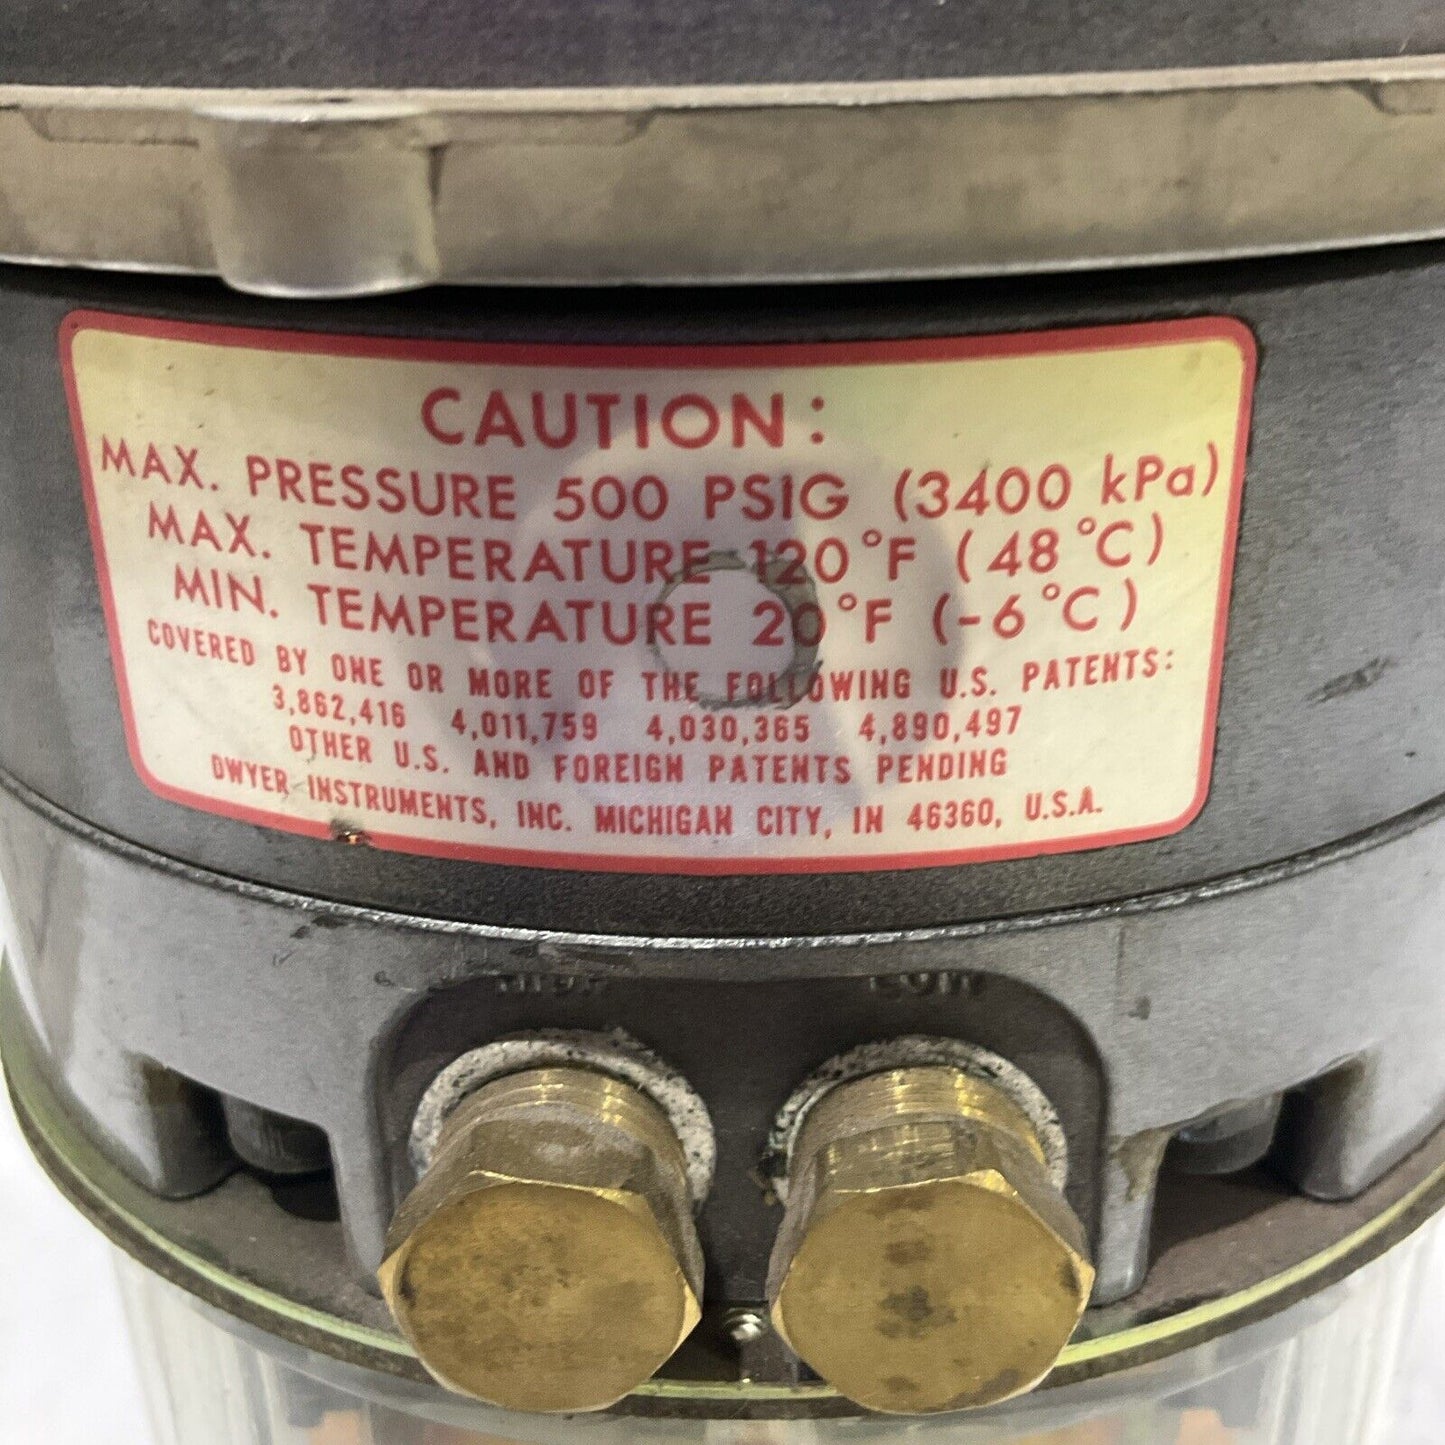 CAUTION:
MAX. PRESSURE 500 PSIG (3400 kPa)
MAX. TEMPERATURE 120°F (48°C)
MIN. TEMPERATURE 20°F (-6°C)
COVERED BY ONE OR MORE OF THE FOLLOWING U.S. PATENTS:
3,862,416 4,011,759 4,030,365 4,890,497
OTHER U.S. AND FOREIGN PATENTS PENDING
DWYER INSTRUMENTS, INC. MICHIGAN CITY, IN 46360, U.S.A.
HIGH LOW